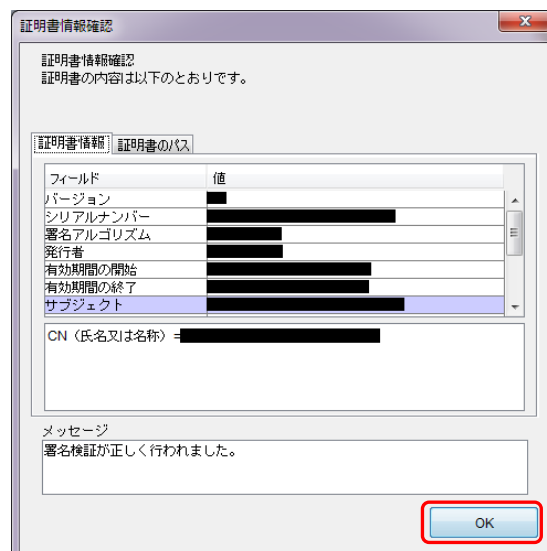 証明書情報確認
証明書情報確認
証明書の内容は以下のとおりです。
証明書情報 証明書のパス
フィールド 値
バージョン
シリアルナンバー
署名アルゴリズム
発行者
有効期間の開始
有効期間の終了
サブジェクト
CN（氏名又は名称）=
メッセージ
署名検証が正しく行われました。
OK